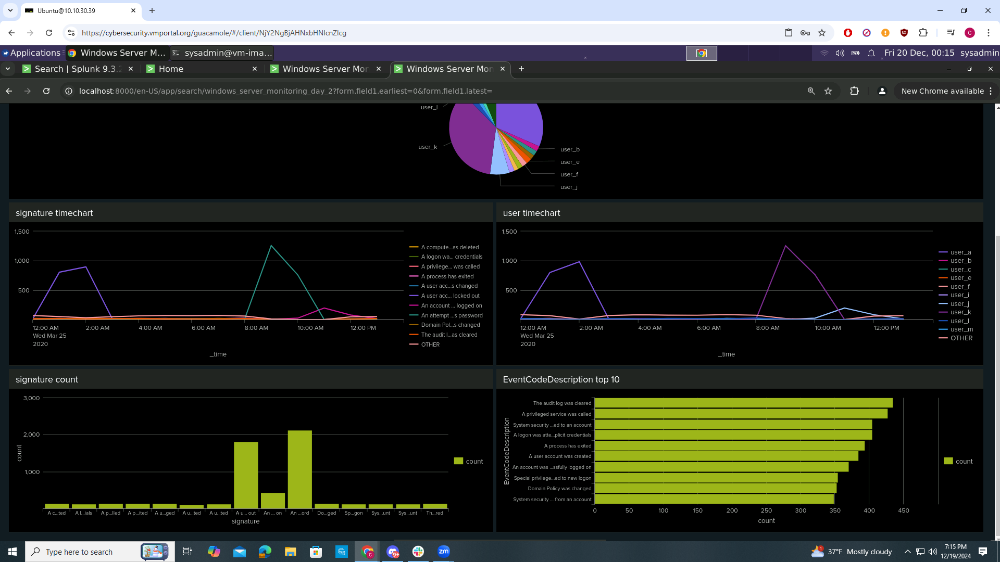 Ubuntu@10.10.30.39
https://cybersecurity.vmportal.org/guacamole/#/client/NjY2NgBjAHNxbHNlcnZlcg
Applications
Windows Server M...
sysadmin@vm-ima...
Fri 20 Dec, 00:15 sysadmin
Search | Splunk 9.3.2
Home
Windows Server Mon
Windows Server Mon
localhost:8000/en-US/app/search/windows_server_monitoring_day_2?form.field1.earliest=0&form.field1.latest=
New Chrome available
user_l
user_k
user_b
user_e
user_f
user_j
signature timechart
1,500
1,000
500
12:00 AM
Wed Mar 25
2020
2:00 AM
4:00 AM
6:00 AM
8:00 AM
10:00 AM
12:00 PM
_time
A compute...as deleted
A logon wa... credentials
A privilege... was called
A process has exited
A user acc...s changed
A user acc... locked out
An account ... logged on
An attempt ...s password
Domain Pol...s changed
The audit l...as cleared
OTHER
user timechart
1,500
1,000
500
12:00 AM
Wed Mar 25
2020
2:00 AM
4:00 AM
6:00 AM
8:00 AM
10:00 AM
12:00 PM
_time
user_a
user_b
user_c
user_e
user_f
user_i
user_j
user_k
user_l
user_m
OTHER
signature count
count
3,000
2,000
1,000
A c...ted
A l...ials
A p...lled
A p...ited
A u...ged
A u...ted
A u...ted
A u... out
An ... on
An ...ord
Do...ged
Sp...gon
Sys...unt
Sys...unt
Th...red
signature
count
EventCodeDescription top 10
EventCodeDescription
The audit log was cleared
A privileged service was called
System security ...ed to an account
A logon was atte...plicit credentials
A process has exited
A user account was created
An account was ...ssfully logged on
Special privilege...ed to new logon
Domain Policy was changed
System security ... from an account
0
50
100
150
200
250
300
350
400
450
count
count
Type here to search
9+
zm
1
37°F Mostly cloudy
7:15 PM
12/19/2024